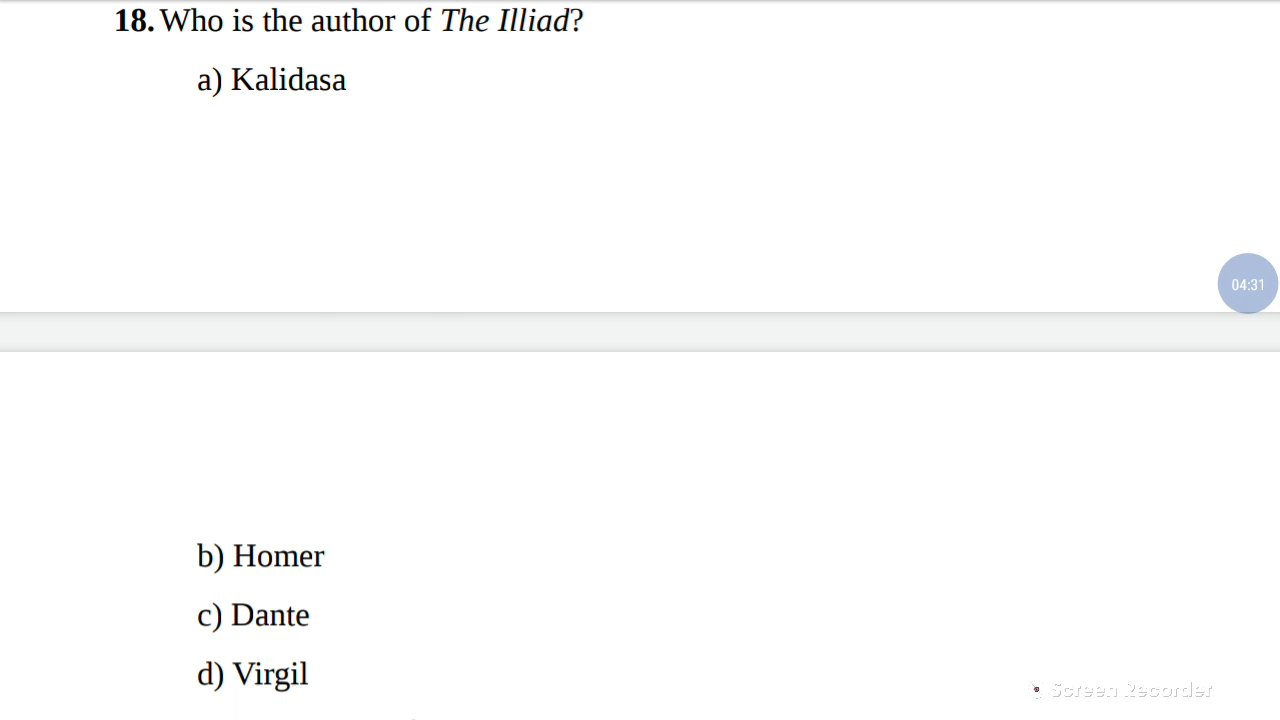 18. Who is the author of The Illiad?
a) Kalidasa
04:31
b) Homer
c) Dante
d) Virgil
Screen Recorder